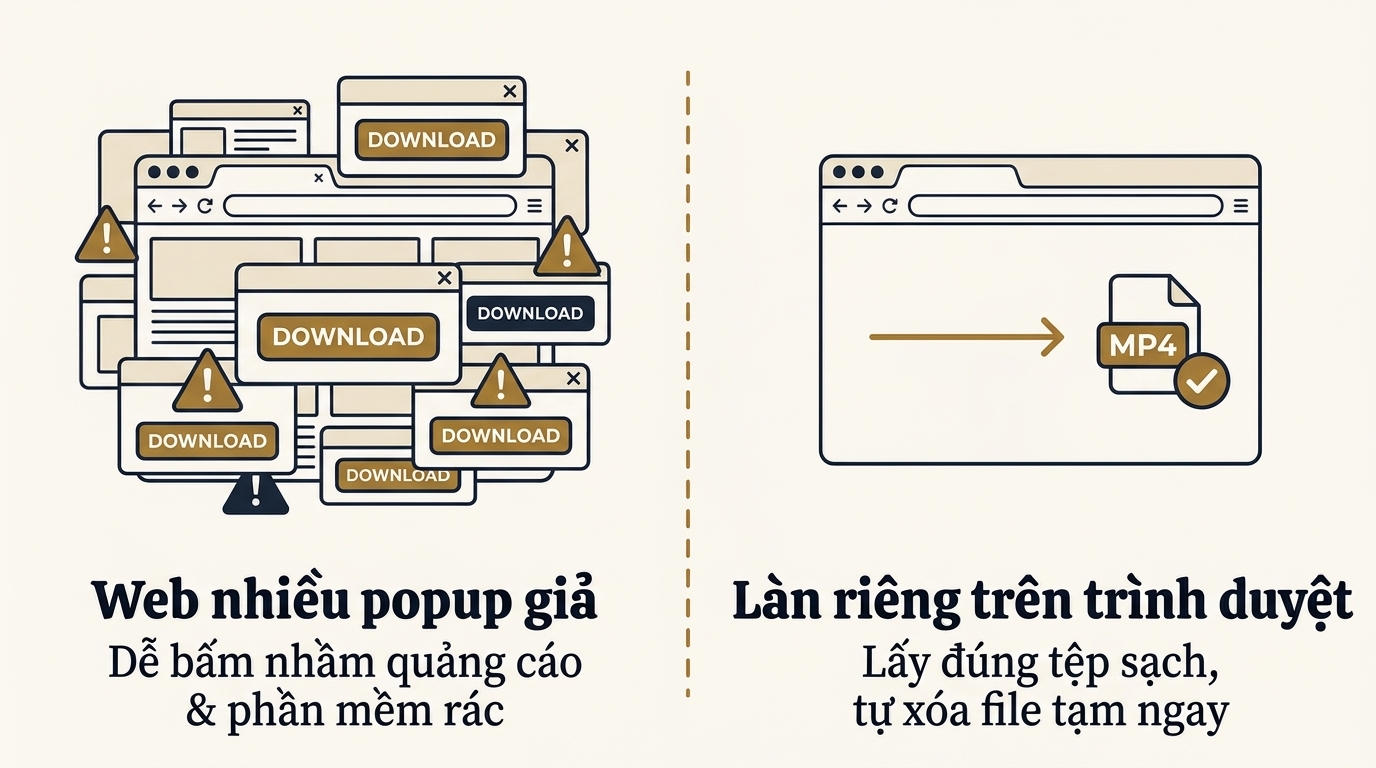 DOWNLOAD
DOWNLOAD
DOWNLOAD
DOWNLOAD
DOWNLOAD
DOWNLOAD
Web nhiều popup giả
Dễ bấm nhầm quảng cáo
& phần mềm rác
MP4
Làn riêng trên trình duyệt
Lấy đúng tệp sạch,
tự xóa file tạm ngay